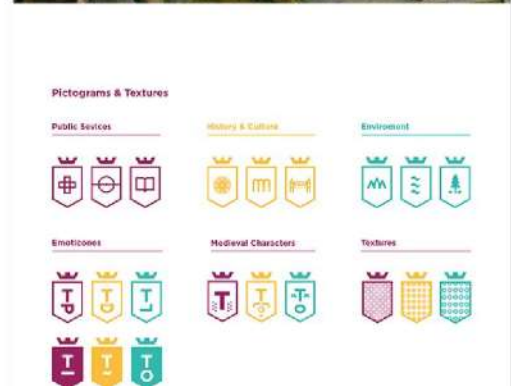 Pictograms & Textures
Public Sevices
History & Culture
Enviroment
Emoticones
Medieval Characters
Textures